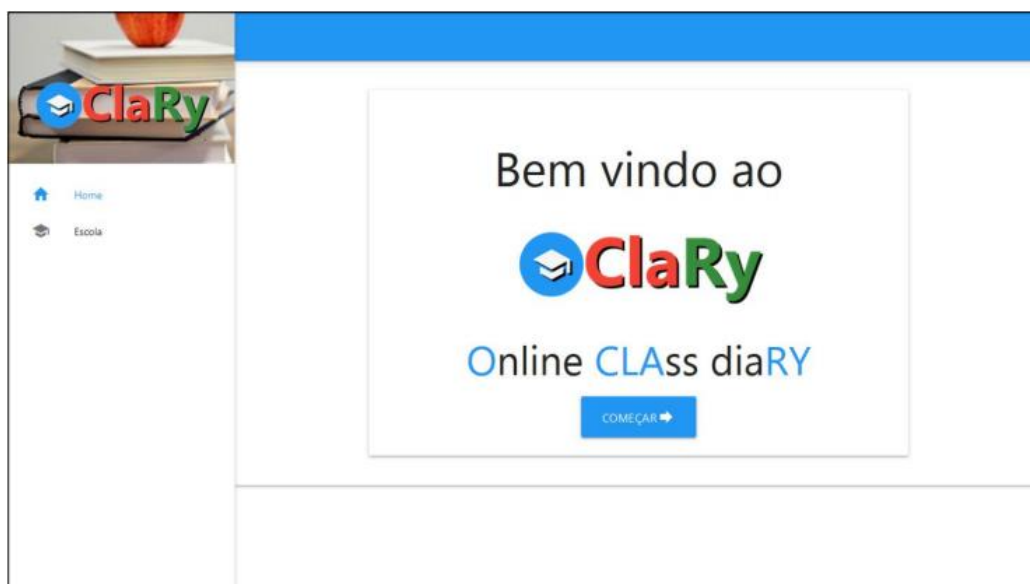 ClaRy
Home
Escola
Bem vindo ao
ClaRy
Online CLAss diaRY
COMEÇAR